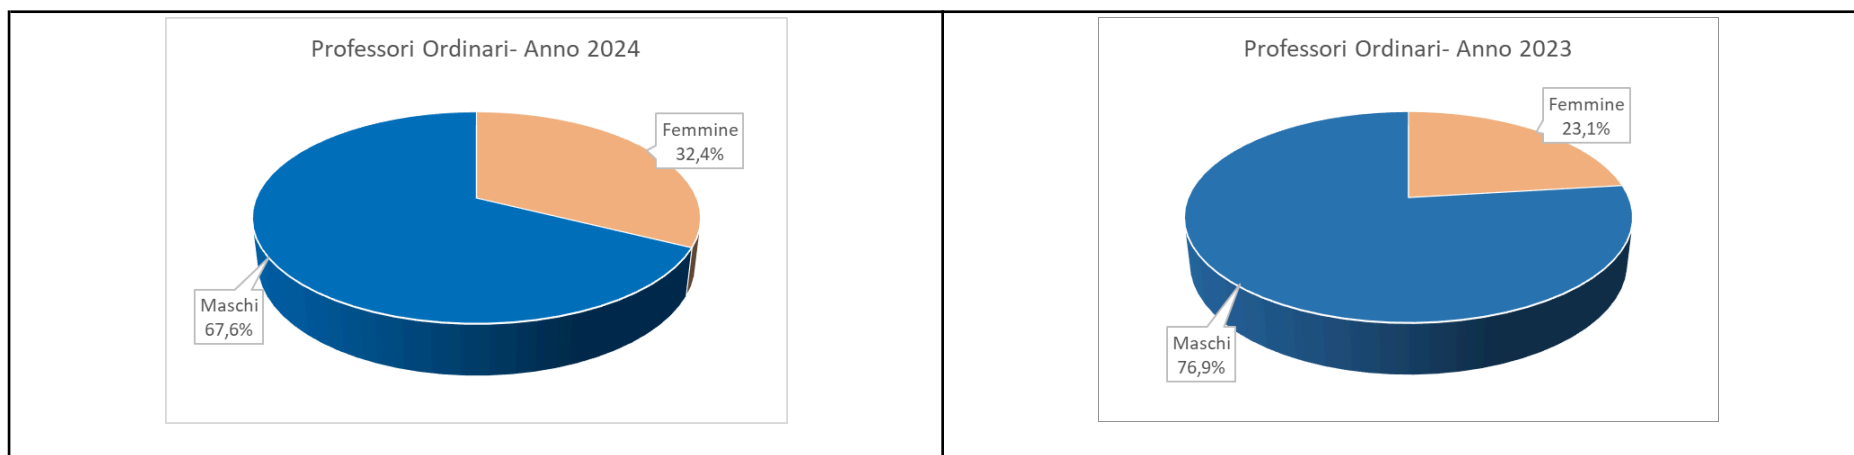 Professori Ordinari- Anno 2024
Femmine
32,4%
Maschi
67,6%
Professori Ordinari- Anno 2023
Femmine
23,1%
Maschi
76,9%